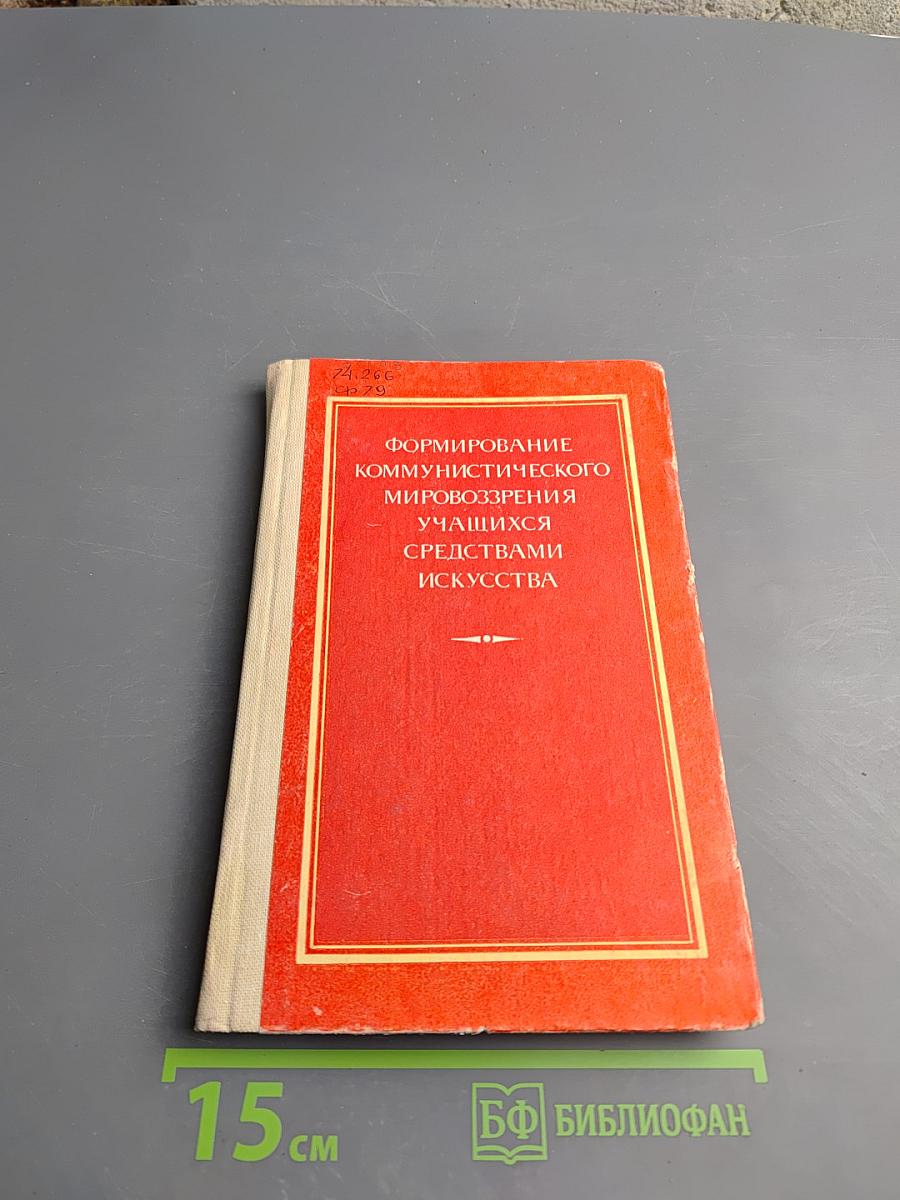 74.266
Ф79
ФОРМИРОВАНИЕ
КОММУНИСТИЧЕСКОГО
МИРОВОЗЗРЕНИЯ
УЧАЩИХСЯ
СРЕДСТВАМИ
ИСКУССТВА
15 СМ
БФ БИБЛИОФАН